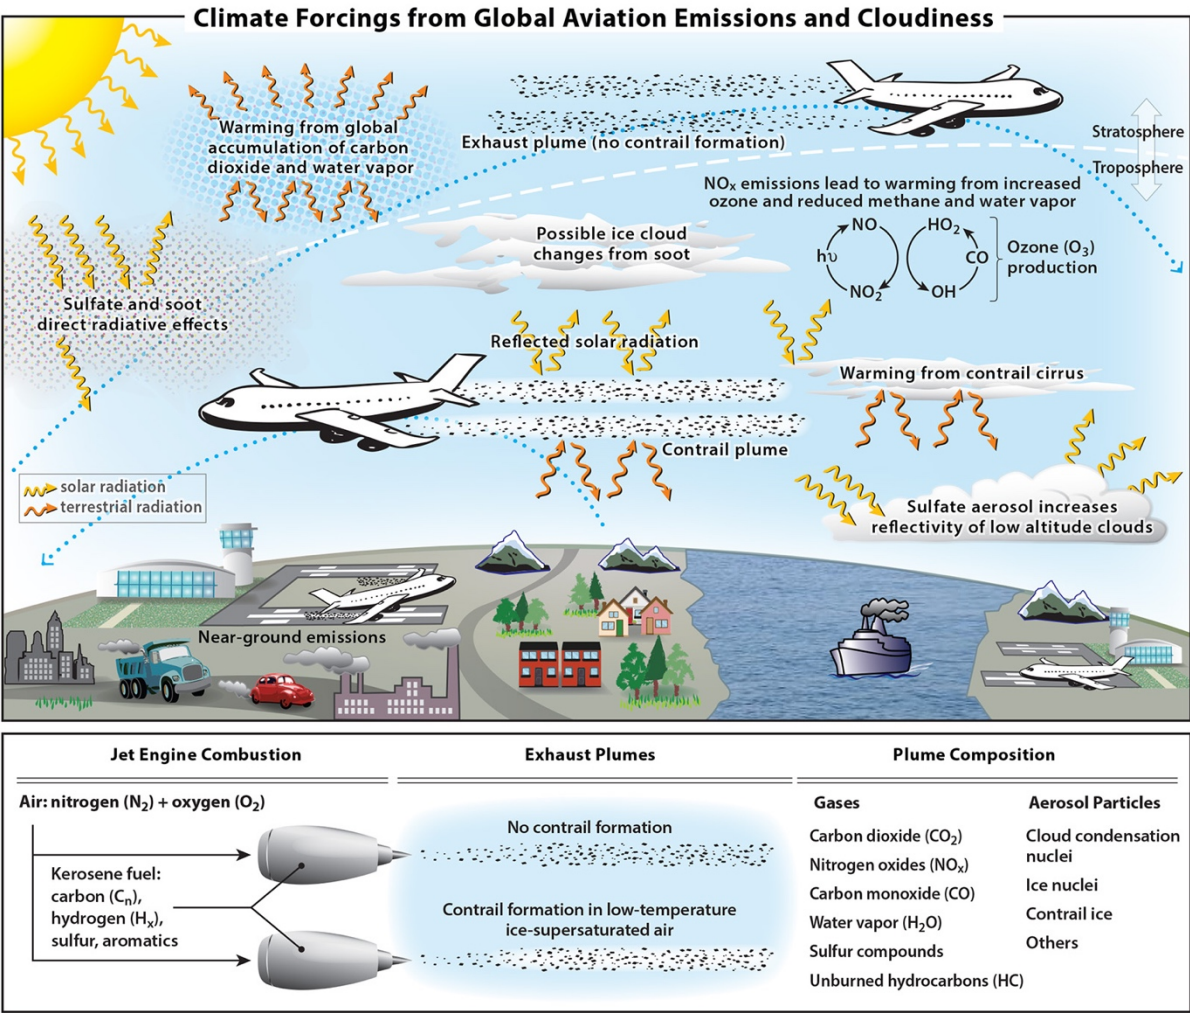 Climate Forcings from Global Aviation Emissions and Cloudiness
Warming from global
accumulation of carbon
dioxide and water vapor
Exhaust plume (no contrail formation)
Stratosphere
Troposphere
NOₓ emissions lead to warming from increased
ozone and reduced methane and water vapor
NO
hυ
NO₂
HO₂
CO
OH
Ozone (O₃)
production
Possible ice cloud
changes from soot
Sulfate and soot
direct radiative effects
Reflected solar radiation
Warming from contrail cirrus
Contrail plume
solar radiation
terrestrial radiation
Sulfate aerosol increases
reflectivity of low altitude clouds
Near-ground emissions
Jet Engine Combustion
Air: nitrogen (N₂) + oxygen (O₂)
Kerosene fuel:
carbon (Cₙ),
hydrogen (Hₓ),
sulfur, aromatics
Exhaust Plumes
No contrail formation
Contrail formation in low-temperature
ice-supersaturated air
Plume Composition
Gases
Carbon dioxide (CO₂)
Nitrogen oxides (NOₓ)
Carbon monoxide (CO)
Water vapor (H₂O)
Sulfur compounds
Unburned hydrocarbons (HC)
Aerosol Particles
Cloud condensation
nuclei
Ice nuclei
Contrail ice
Others